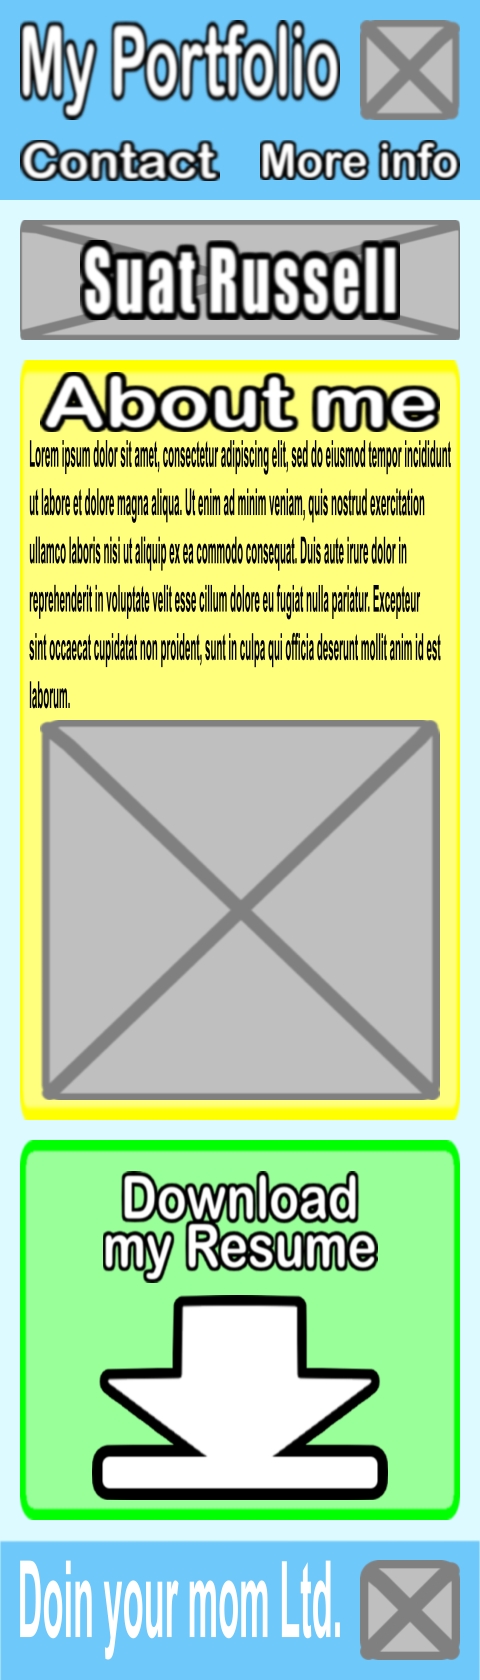 My Portfolio
Contact More info
Suat Russell
About me
Lorem ipsum dolor sit amet, consectetur adipiscing elit, sed do eiusmod tempor incididunt
ut labore et dolore magna aliqua. Ut enim ad minim veniam, quis nostrud exercitation
ullamco laboris nisi ut aliquip ex ea commodo consequat. Duis aute irure dolor in
reprehenderit in voluptate velit esse cillum dolore eu fugiat nulla pariatur. Excepteur
sint occaecat cupidatat non proident, sunt in culpa qui officia deserunt mollit anim id est
laborum.
Download
my Resume
Doin your mom Ltd.